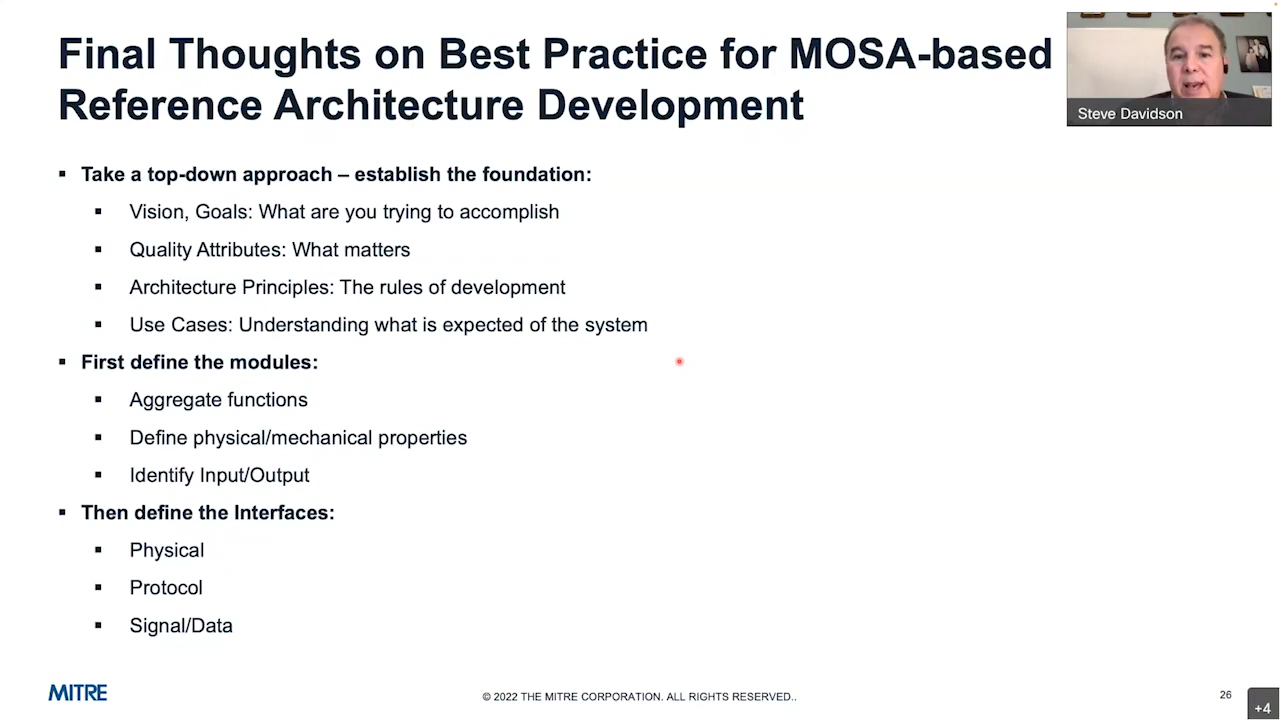 Final Thoughts on Best Practice for MOSA-based
Reference Architecture Development
Steve Davidson
▪ Take a top-down approach – establish the foundation:
▪ Vision, Goals: What are you trying to accomplish
▪ Quality Attributes: What matters
▪ Architecture Principles: The rules of development
▪ Use Cases: Understanding what is expected of the system
▪ First define the modules:
▪ Aggregate functions
▪ Define physical/mechanical properties
▪ Identify Input/Output
▪ Then define the Interfaces:
▪ Physical
▪ Protocol
▪ Signal/Data
MITRE
© 2022 THE MITRE CORPORATION. ALL RIGHTS RESERVED..
26
+4